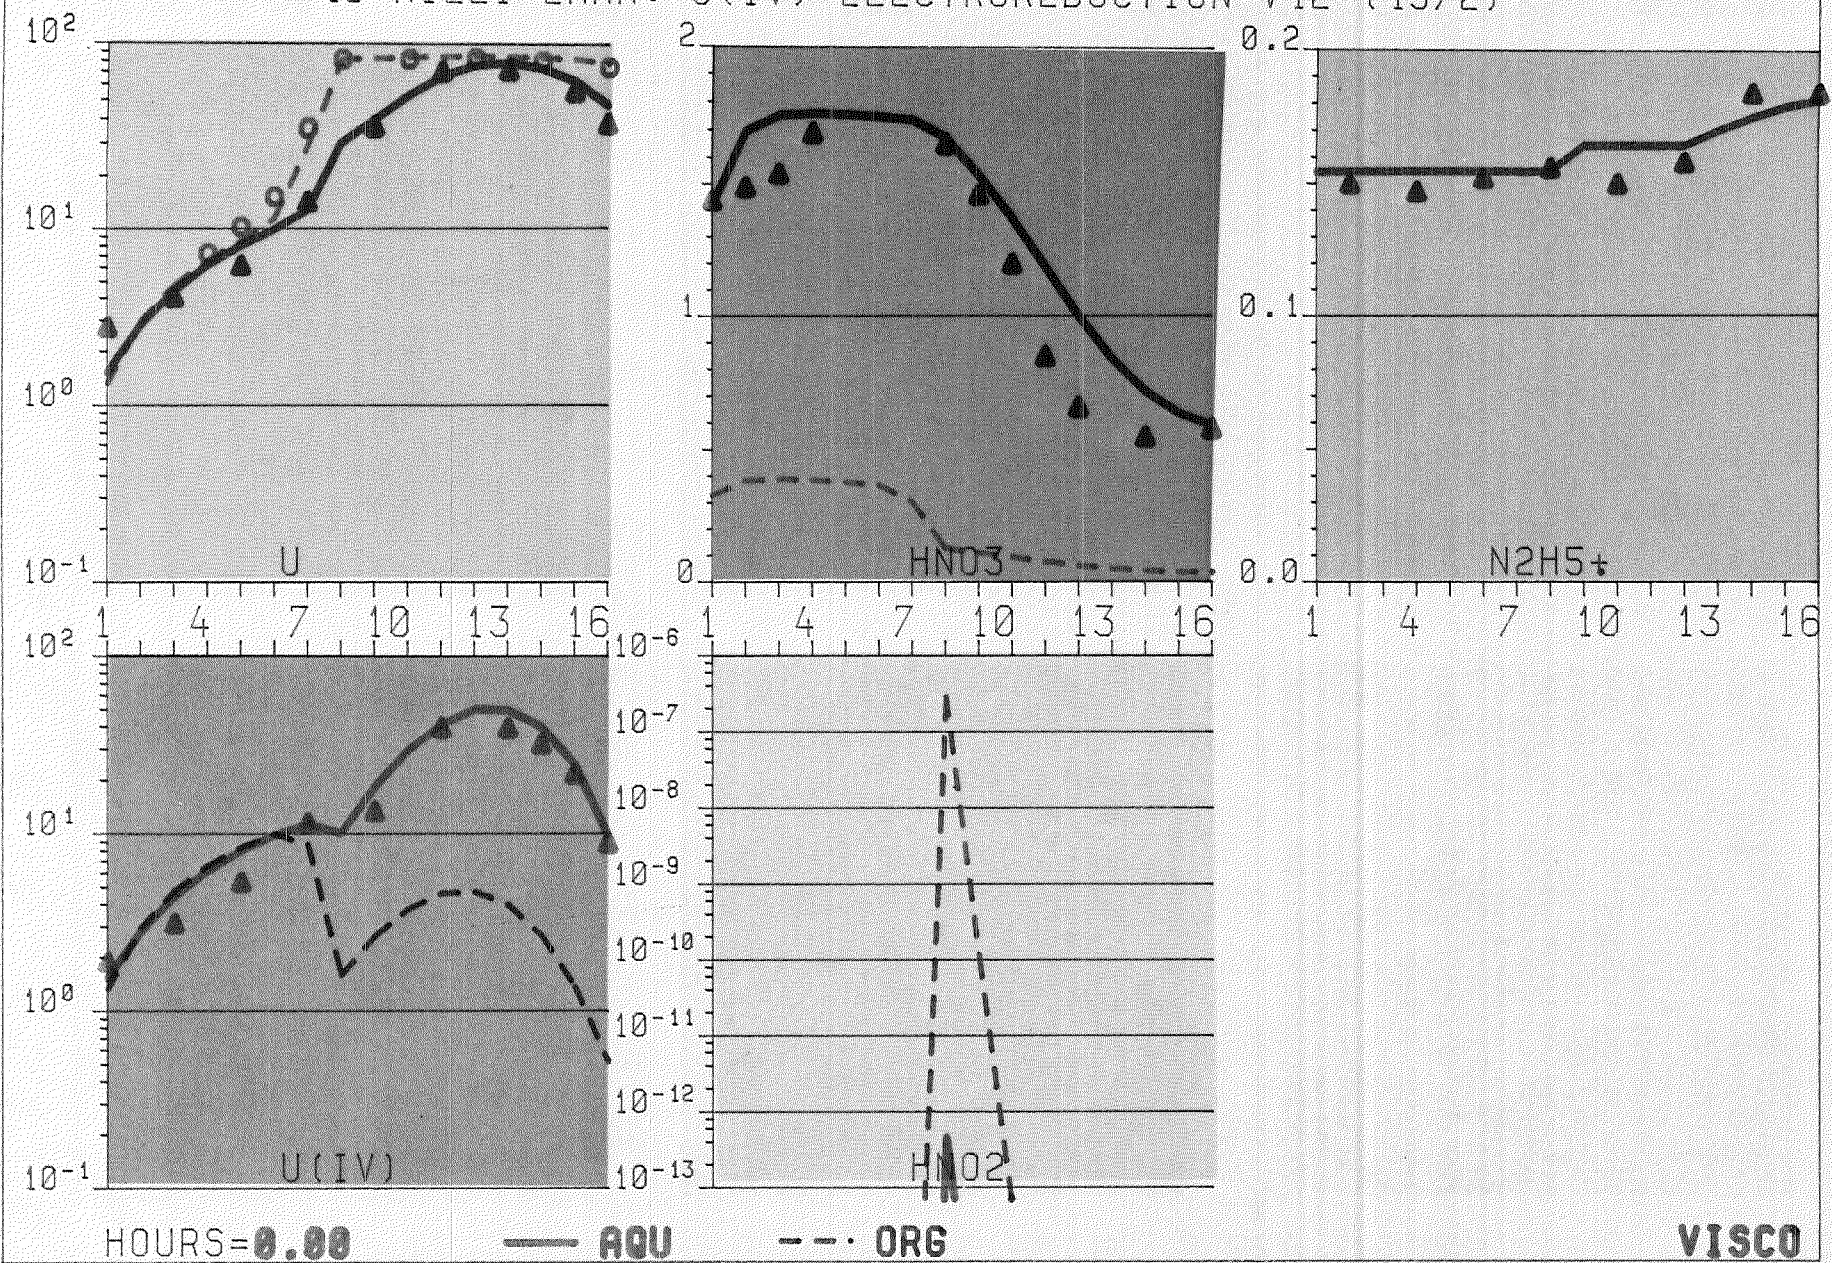 U(IV) ELECTROREDUCTION
10² 2 0.2
10¹ 1 0.1
10⁰
10⁻¹ U 0 HNO3 0.0 N2H5+
1 4 7 10 13 16 1 4 7 10 13 16 1 4 7 10 13 16
10² 10⁻⁶
10⁻⁷
10⁻⁸
10¹
10⁻⁹
10⁻¹⁰
10⁰
10⁻¹¹
10⁻¹²
10⁻¹ U(IV) 10⁻¹³ HNO2
HOURS=0.00 AQU ORG VISCO